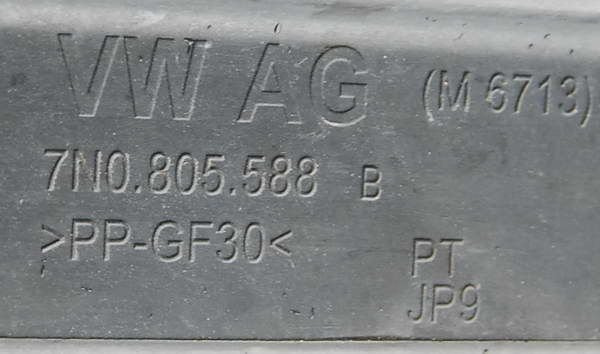 VW AG (M 6713)
7N0.805.588 B
>PP-GF30<
PT
JP9